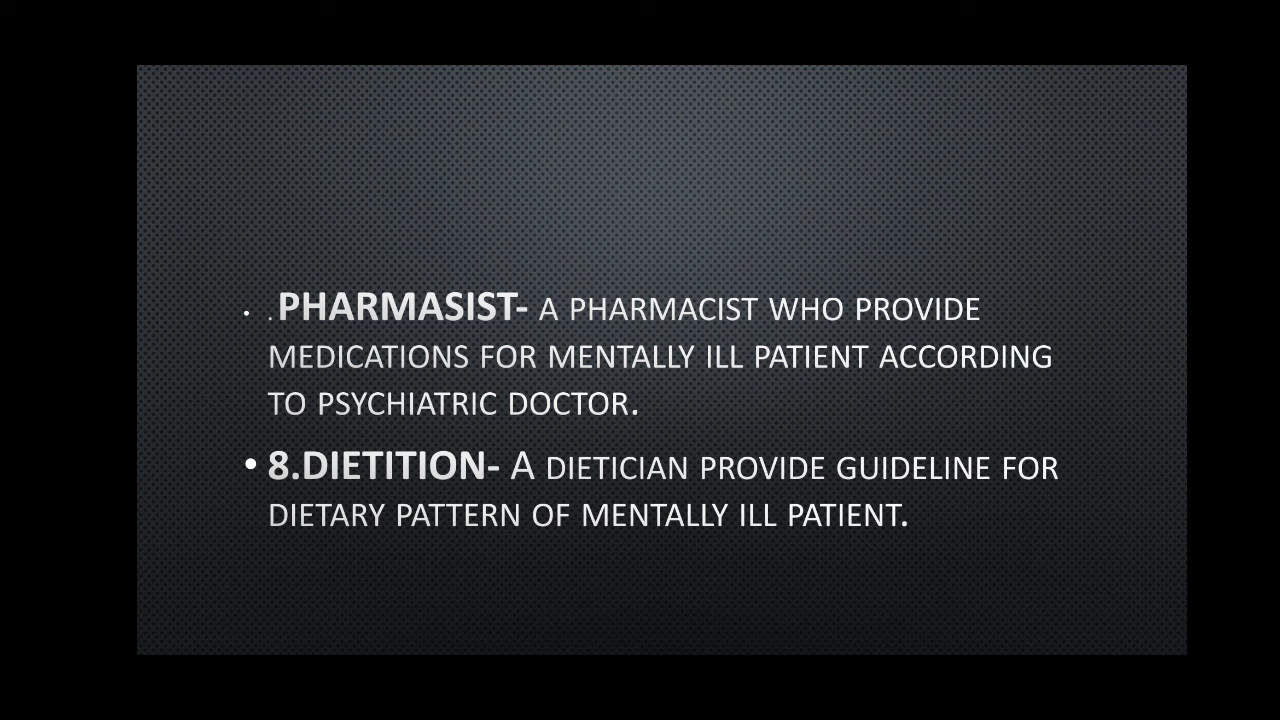 • . PHARMASIST- A PHARMACIST WHO PROVIDE
MEDICATIONS FOR MENTALLY ILL PATIENT ACCORDING
TO PSYCHIATRIC DOCTOR.
• 8.DIETITION- A DIETICIAN PROVIDE GUIDELINE FOR
DIETARY PATTERN OF MENTALLY ILL PATIENT.